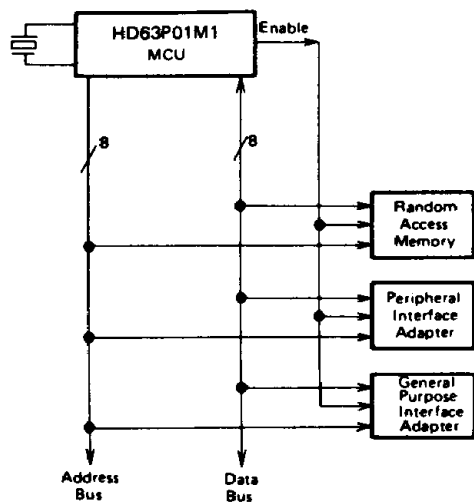 HD63P01M1
MCU
Enable
8
8
Random
Access
Memory
Peripheral
Interface
Adapter
General
Purpose
Interface
Adapter
Address
Bus
Data
Bus